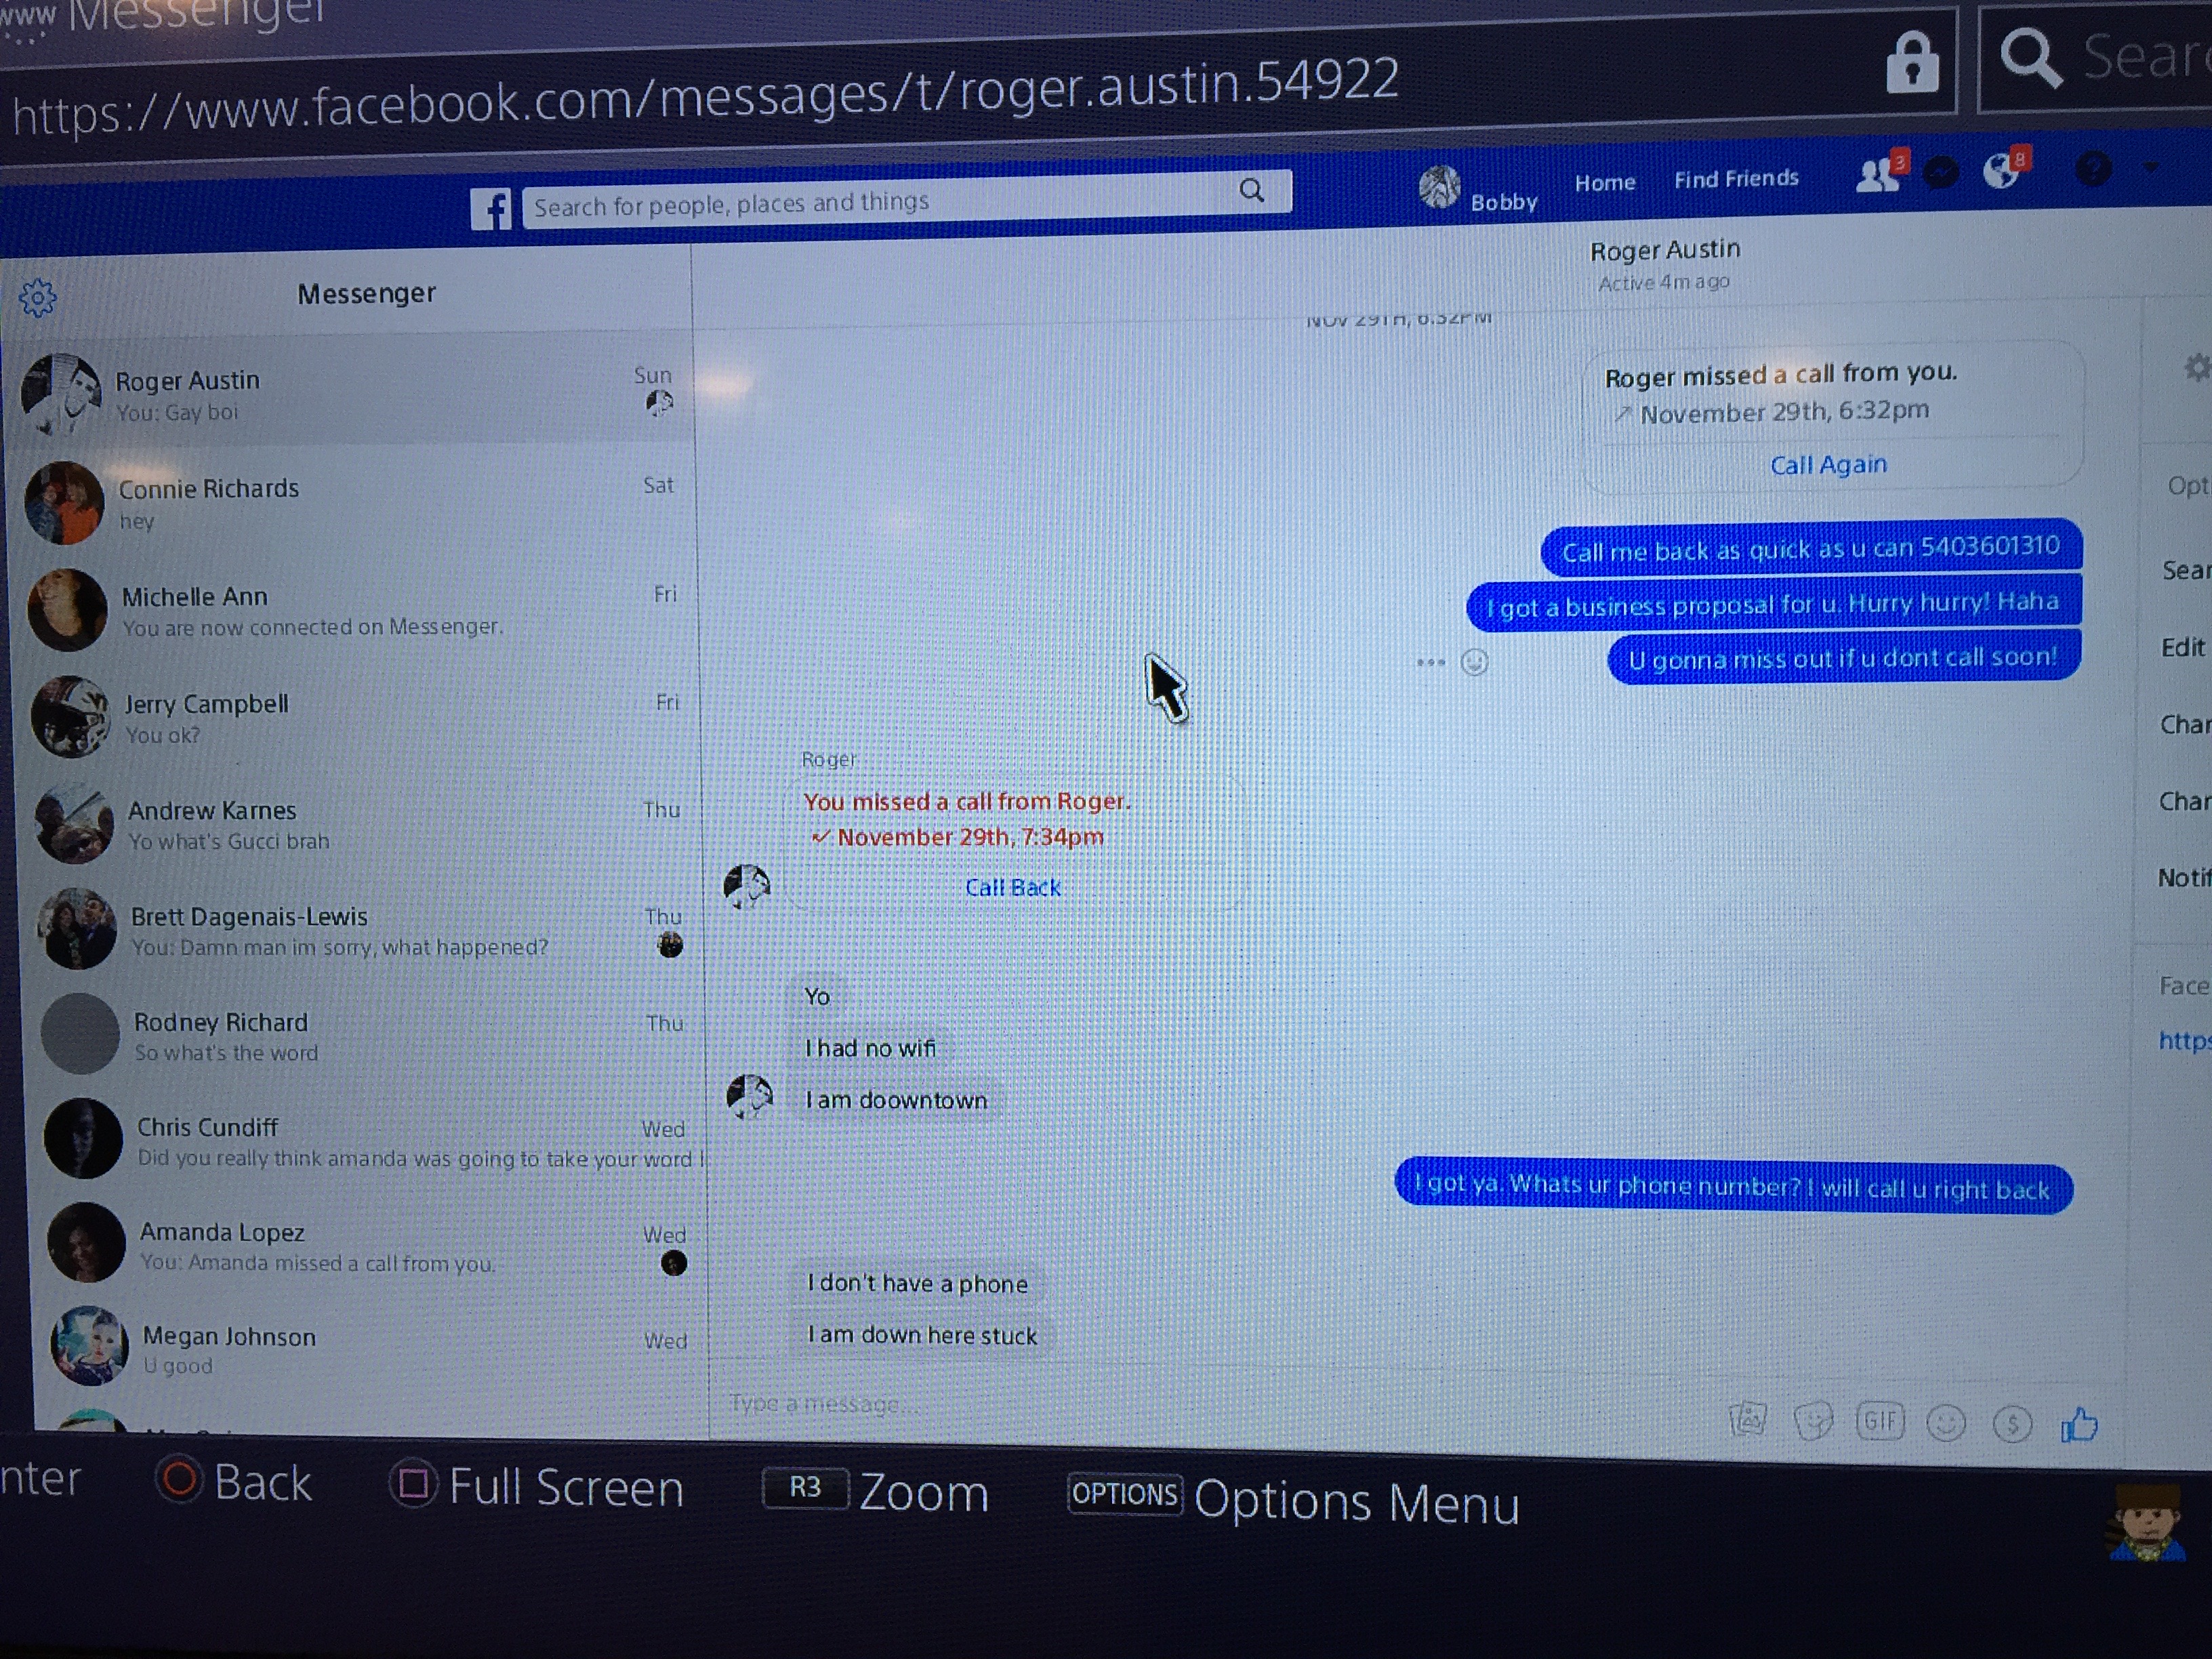 www Messenger
https://www.facebook.com/messages/t/roger.austin.54922
Search for people, places and things
Bobby
Home
Find Friends
3
8
?
Messenger
Roger Austin
Active 4m ago
Roger Austin
Sun
You: Gay boi
Connie Richards
Sat
hey
Michelle Ann
Fri
You are now connected on Messenger.
Jerry Campbell
Fri
You ok?
Andrew Karnes
Thu
Yo what's Gucci brah
Brett Dagenais-Lewis
Thu
You: Damn man im sorry, what happened?
Rodney Richard
Thu
So what's the word
Chris Cundiff
Wed
Did you really think amanda was going to take your word
Amanda Lopez
Wed
You: Amanda missed a call from you.
Megan Johnson
Wed
U good
NOV 29TH, 6:32PM
Roger missed a call from you.
November 29th, 6:32pm
Call Again
Call me back as quick as u can 5403601310
I got a business proposal for u. Hurry hurry! Haha
U gonna miss out if u dont call soon!
Roger
You missed a call from Roger.
November 29th, 7:34pm
Call Back
Yo
I had no wifi
I am doowntown
I got ya. Whats ur phone number? I will call u right back
I don't have a phone
I am down here stuck
Type a message...
GIF
$
Opt
Sear
Edit
Char
Char
Notif
Face
https
nter
Back
Full Screen
R3 Zoom
OPTIONS Options Menu